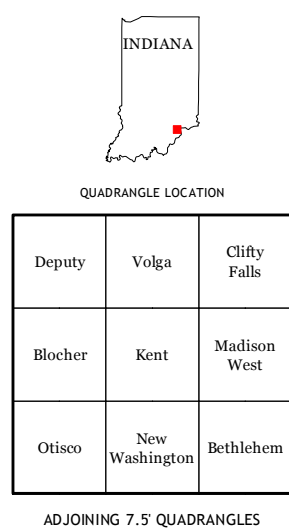 INDIANA
QUADRANGLE LOCATION
Deputy
Volga
Clifty
Falls
Blocher
Kent
Madison
West
Otisco
New
Washington
Bethlehem
ADJOINING 7.5' QUADRANGLES